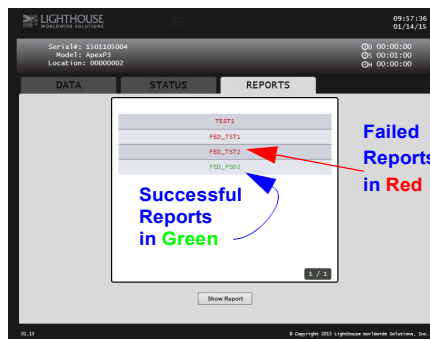 LIGHTHOUSE
WORLDWIDE SOLUTIONS
09:57:36
01/14/15
Serial#: 1501105004
Model: ApexP3
Location: 00000002
D 00:00:00
S 00:01:00
H 00:00:00
DATA STATUS REPORTS
TEST1
FED_TST1
FED_TST2
FED_PSD2
Failed
Reports
in Red
Successful
Reports
in Green
1 / 1
Show Report
01.13 © Copyright 2015 Lighthouse Worldwide Solutions, Inc.